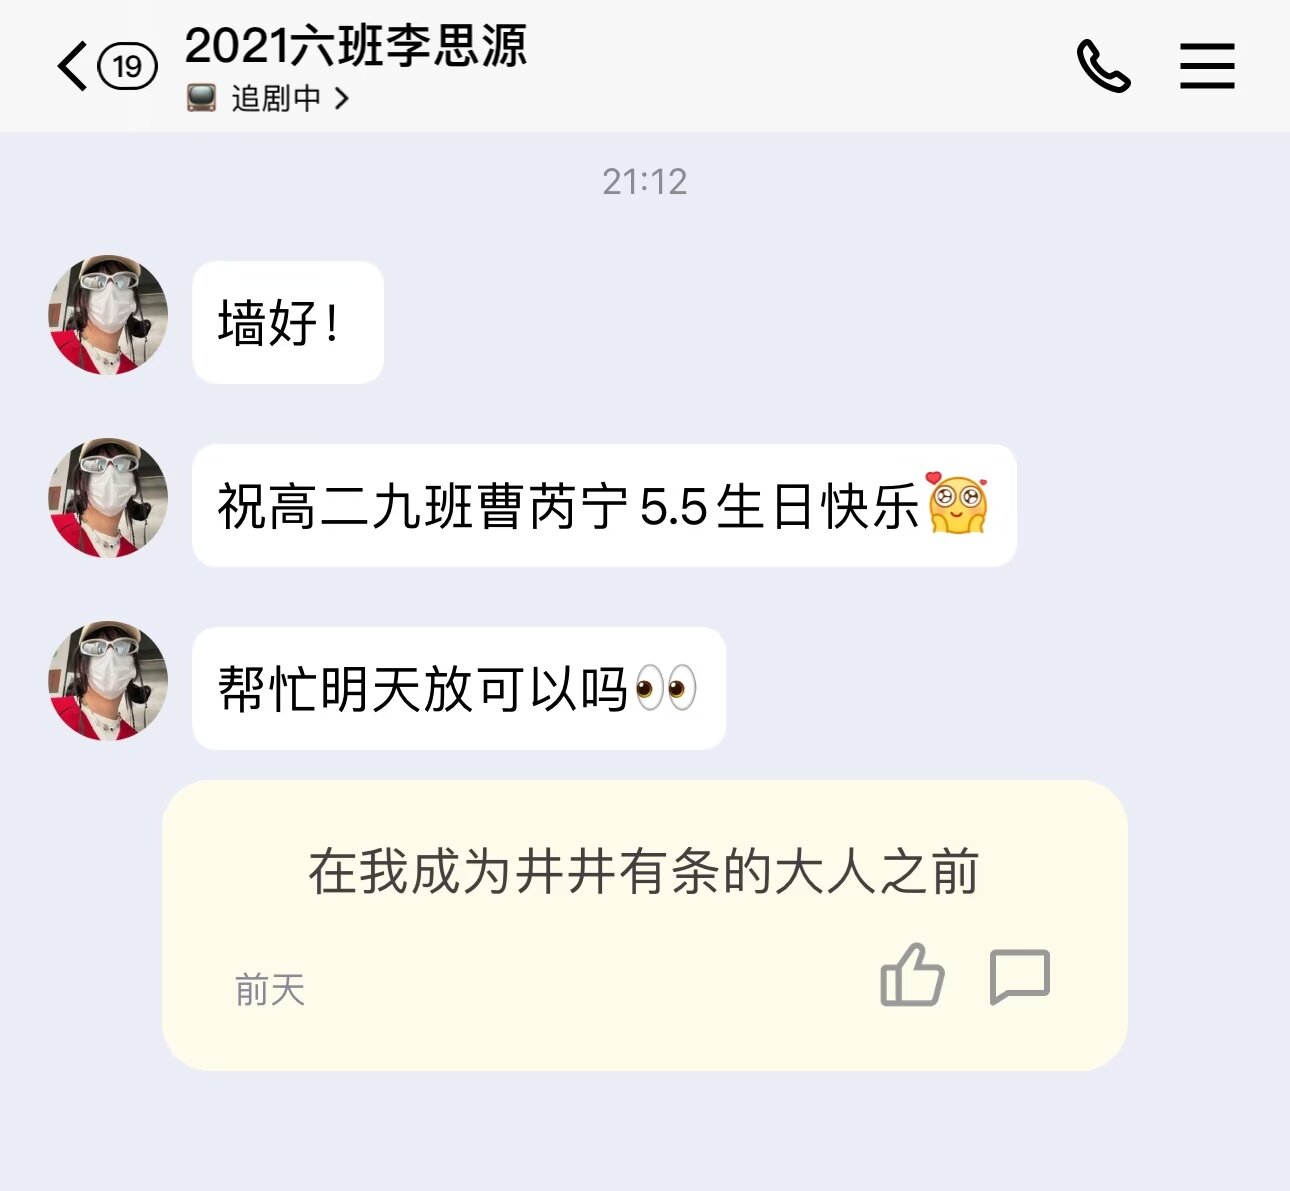 19
2021六班李思源
追剧中
21:12
墙好！
祝高二九班曹芮宁5.5生日快乐
帮忙明天放可以吗👀
在我成为井井有条的大人之前
前天